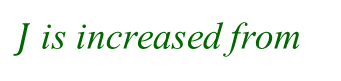 J is increased from